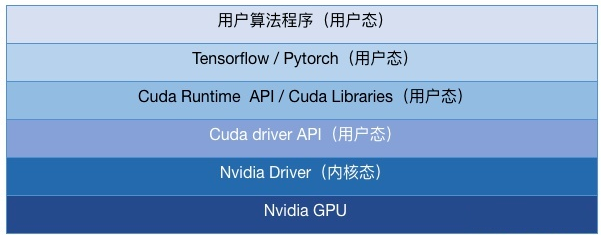 用户算法程序（用户态）
Tensorflow / Pytorch（用户态）
Cuda Runtime  API / Cuda Libraries（用户态）
Cuda driver API（用户态）
Nvidia Driver（内核态）
Nvidia GPU